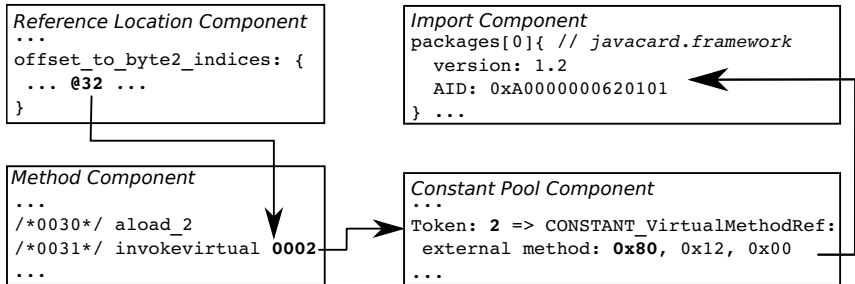 Reference Location Component
...
offset_to_byte2_indices: {
... @32 ...
}
Import Component
packages[0]{ // javacard.framework
version: 1.2
AID: 0xA0000000620101
} ...
Method Component
...
/*0030*/ aload_2
/*0031*/ invokevirtual 0002
...
Constant Pool Component
...
Token: 2 => CONSTANT_VirtualMethodRef:
external method: 0x80, 0x12, 0x00
...